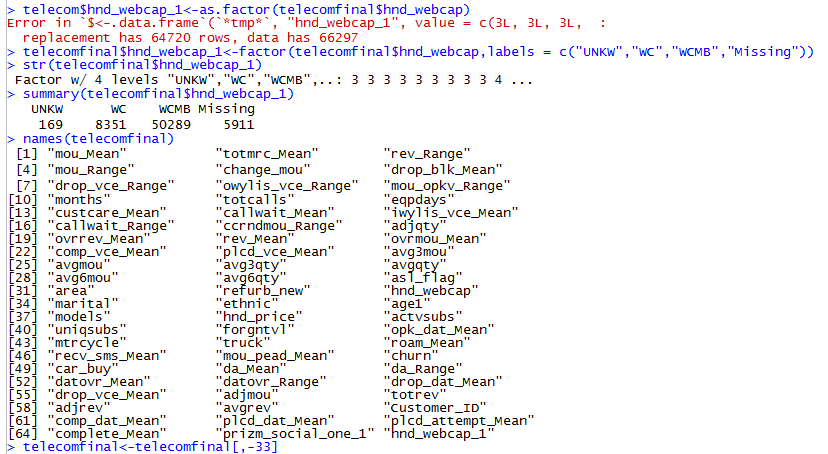 > telecom$hnd_webcap_1<-as.factor(telecomfinal$hnd_webcap)
Error in `$<-.data.frame`(`*tmp*`, "hnd_webcap_1", value = c(3L, 3L, 3L,  :
  replacement has 64720 rows, data has 66297
> telecomfinal$hnd_webcap_1<-factor(telecomfinal$hnd_webcap,labels = c("UNKW","WC","WCMB","Missing"))
> str(telecomfinal$hnd_webcap_1)
 Factor w/ 4 levels "UNKW","WC","WCMB",..: 3 3 3 3 3 3 3 3 3 4 ...
> summary(telecomfinal$hnd_webcap_1)
   UNKW      WC    WCMB Missing
    169    8351   50289    5911
> names(telecomfinal)
 [1] "mou_Mean"           "totmrc_Mean"        "rev_Range"
 [4] "mou_Range"          "change_mou"         "drop_blk_Mean"
 [7] "drop_vce_Range"     "owylis_vce_Range"   "mou_opkv_Range"
[10] "months"             "totcalls"           "eqpdays"
[13] "custcare_Mean"      "callwait_Mean"      "iwylis_vce_Mean"
[16] "callwait_Range"     "ccrndmou_Range"     "adjqty"
[19] "ovrrev_Mean"        "rev_Mean"           "ovrmou_Mean"
[22] "comp_vce_Mean"      "plcd_vce_Mean"      "avg3mou"
[25] "avgmou"             "avg3qty"            "avgqty"
[28] "avg6mou"            "avg6qty"            "asl_flag"
[31] "area"               "refurb_new"         "hnd_webcap"
[34] "marital"            "ethnic"             "age1"
[37] "models"             "hnd_price"          "actvsubs"
[40] "uniqsubs"           "forgntvl"           "opk_dat_Mean"
[43] "mtrcycle"           "truck"              "roam_Mean"
[46] "recv_sms_Mean"      "mou_pead_Mean"      "churn"
[49] "car_buy"            "da_Mean"            "da_Range"
[52] "datovr_Mean"        "datovr_Range"       "drop_dat_Mean"
[55] "drop_vce_Mean"      "adjmou"             "totrev"
[58] "adjrev"             "avgrev"             "Customer_ID"
[61] "comp_dat_Mean"      "plcd_dat_Mean"      "plcd_attempt_Mean"
[64] "complete_Mean"      "prizm_social_one_1" "hnd_webcap_1"
> telecomfinal<-telecomfinal[,-33]